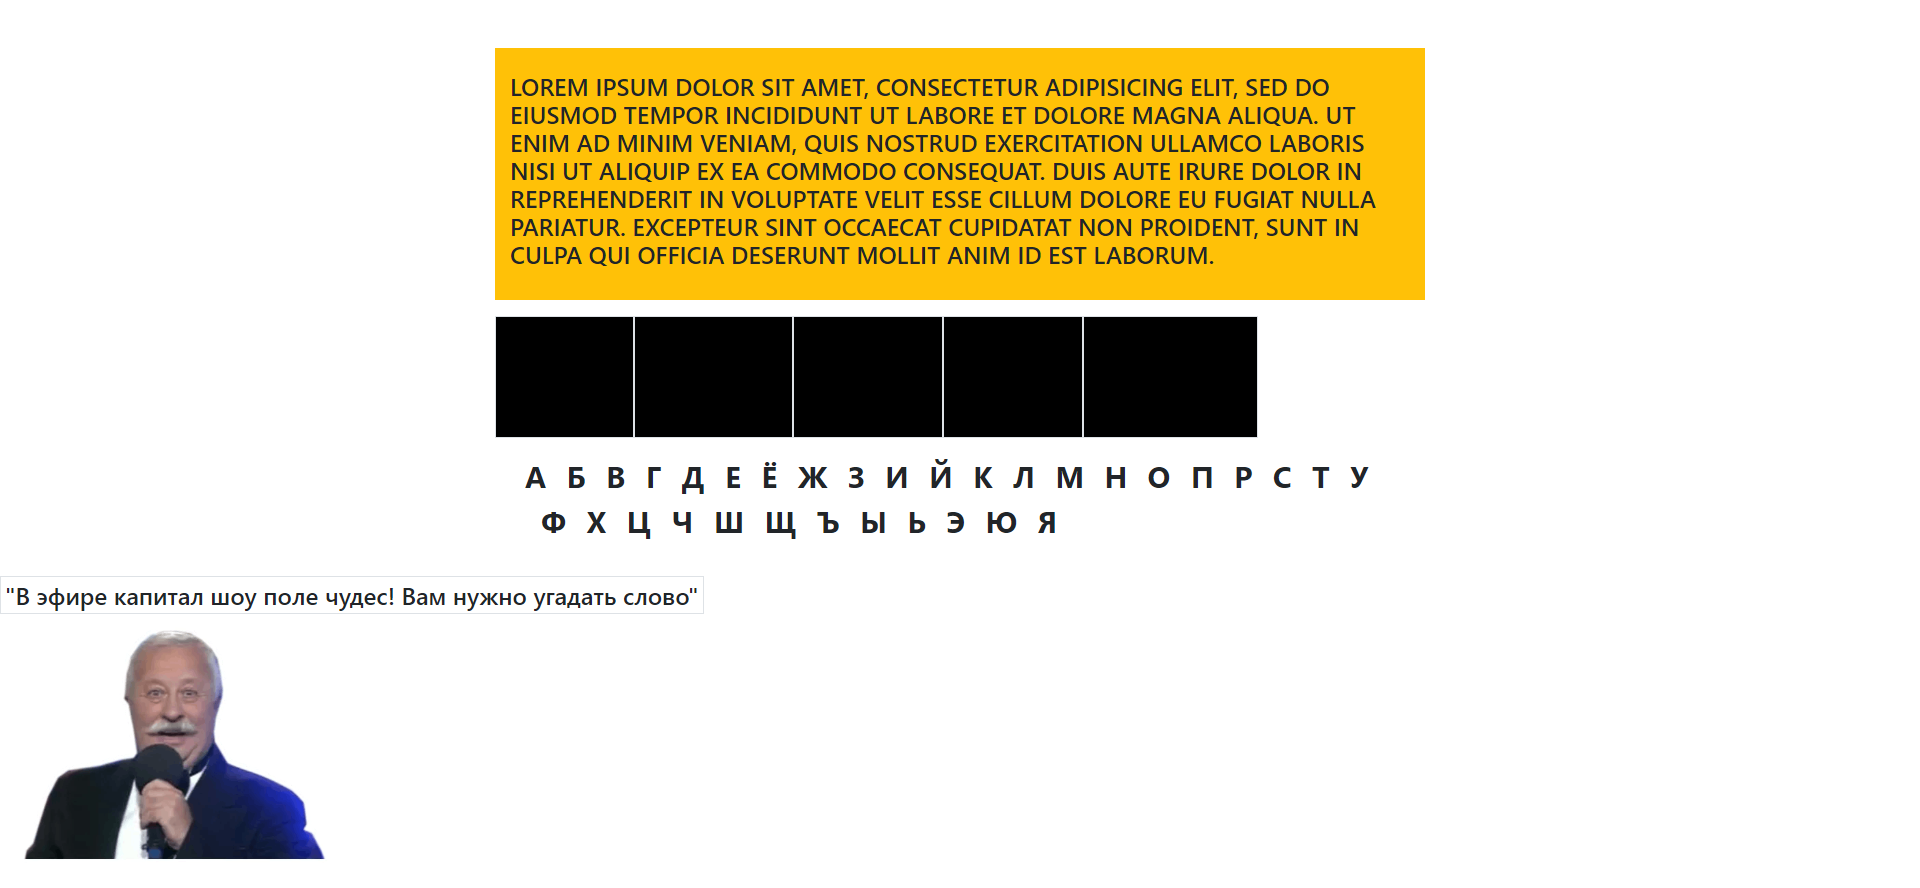 LOREM IPSUM DOLOR SIT AMET, CONSECTETUR ADIPISICING ELIT, SED DO
EIUSMOD TEMPOR INCIDIDUNT UT LABORE ET DOLORE MAGNA ALIQUA. UT
ENIM AD MINIM VENIAM, QUIS NOSTRUD EXERCITATION ULLAMCO LABORIS
NISI UT ALIQUIP EX EA COMMODO CONSEQUAT. DUIS AUTE IRURE DOLOR IN
REPREHENDERIT IN VOLUPTATE VELIT ESSE CILLUM DOLORE EU FUGIAT NULLA
PARIATUR. EXCEPTEUR SINT OCCAECAT CUPIDATAT NON PROIDENT, SUNT IN
CULPA QUI OFFICIA DESERUNT MOLLIT ANIM ID EST LABORUM.
А Б В Г Д Е Ё Ж З И Й К Л М Н О П Р С Т У
Ф Х Ц Ч Ш Щ Ъ Ы Ь Э Ю Я
"В эфире капитал шоу поле чудес! Вам нужно угадать слово"